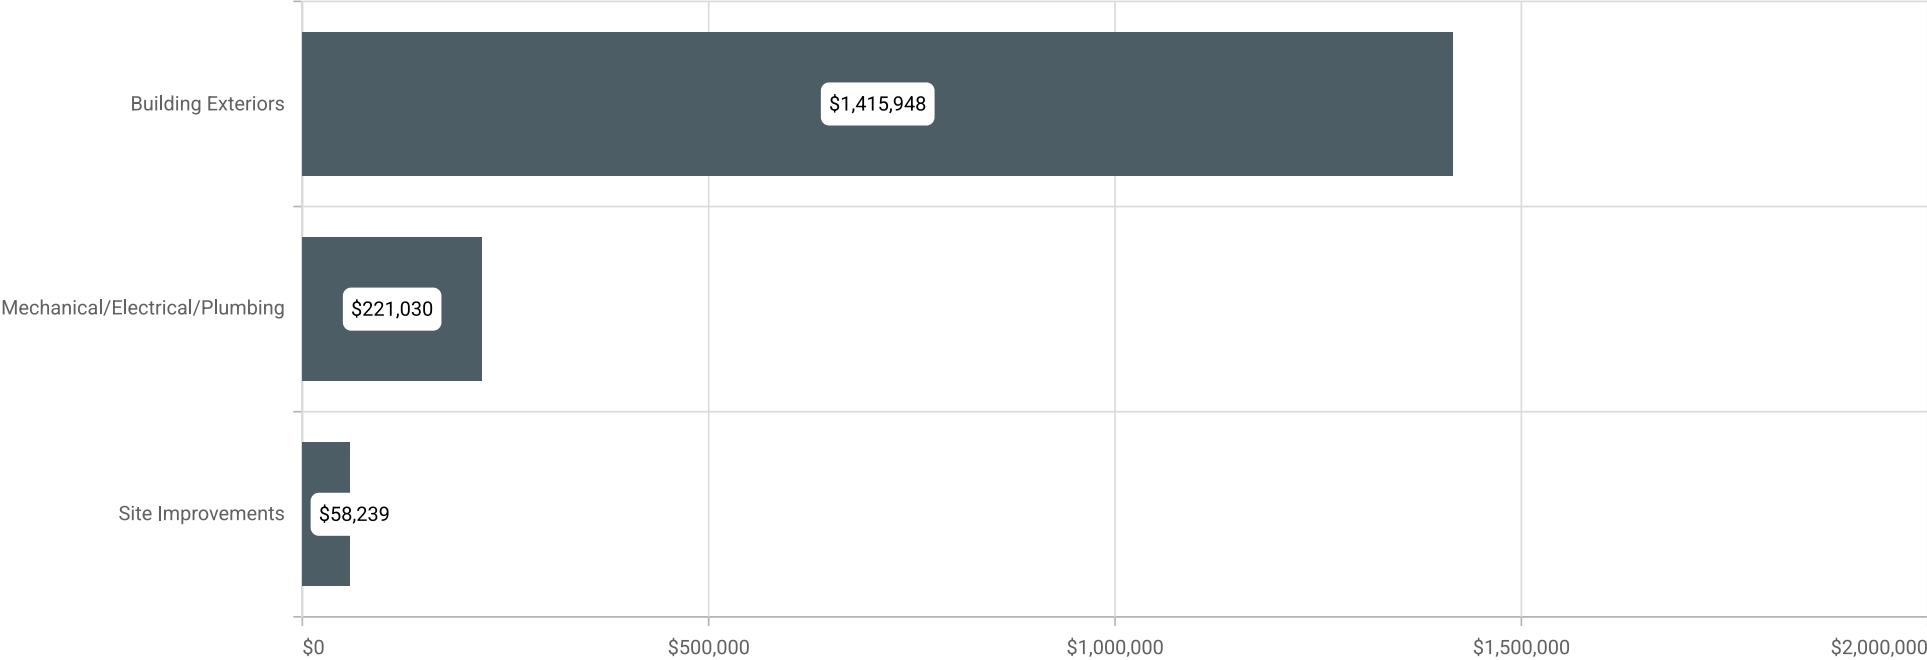 Building Exteriors
$1,415,948
Mechanical/Electrical/Plumbing
$221,030
Site Improvements
$58,239
$0
$500,000
$1,000,000
$1,500,000
$2,000,000